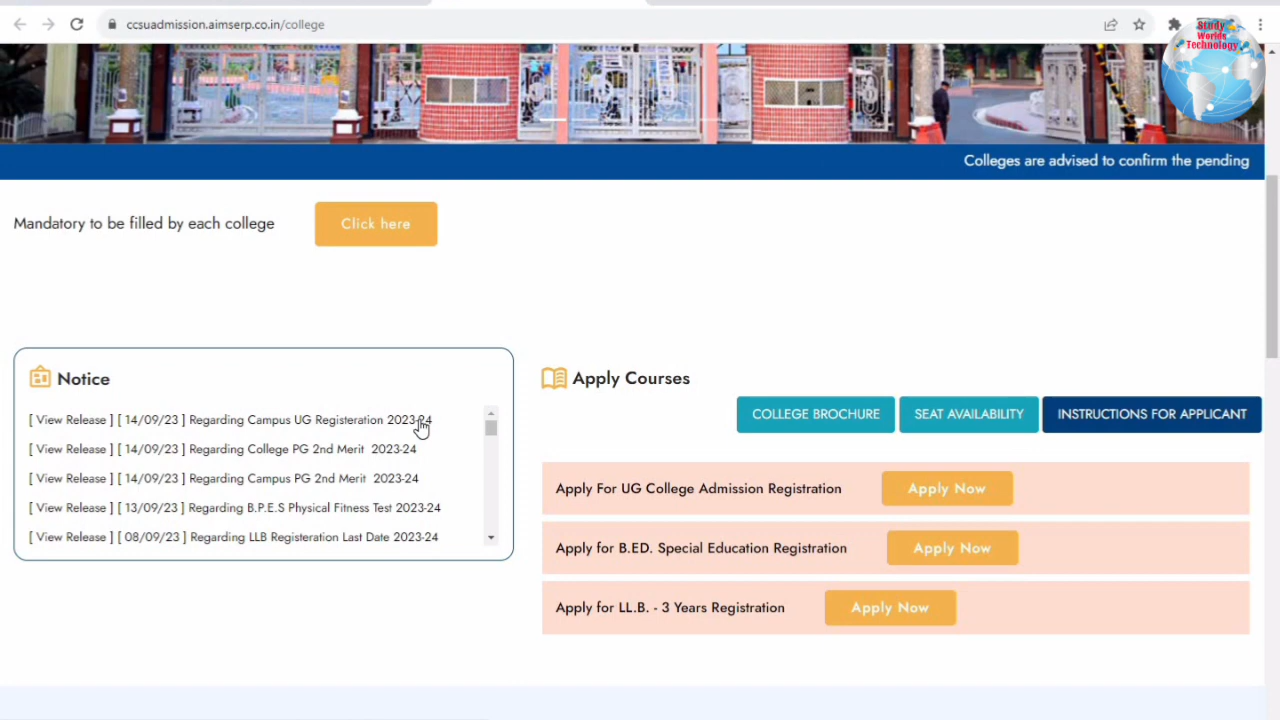 ccsuadmission.aimserp.co.in/college
Study
Worlds
Technology
Colleges are advised to confirm the pending
Mandatory to be filled by each college
Click here
Notice
[ View Release ] [ 14/09/23 ] Regarding Campus UG Registeration 2023-24
[ View Release ] [ 14/09/23 ] Regarding College PG 2nd Merit 2023-24
[ View Release ] [ 14/09/23 ] Regarding Campus PG 2nd Merit 2023-24
[ View Release ] [ 13/09/23 ] Regarding B.P.E.S Physical Fitness Test 2023-24
[ View Release ] [ 08/09/23 ] Regarding LLB Registeration Last Date 2023-24
Apply Courses
COLLEGE BROCHURE SEAT AVAILABILITY INSTRUCTIONS FOR APPLICANT
Apply For UG College Admission Registration Apply Now
Apply for B.ED. Special Education Registration Apply Now
Apply for LL.B. - 3 Years Registration Apply Now